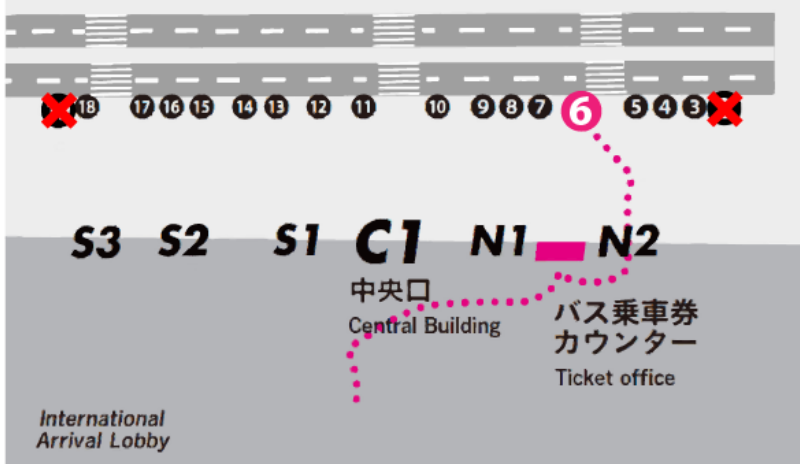 18 17 16 15 14 13 12 11 10 9 8 7 6 5 4 3
S3 S2 S1 C1 N1 N2
中央口
Central Building
バス乗車券
カウンター
Ticket office
International
Arrival Lobby